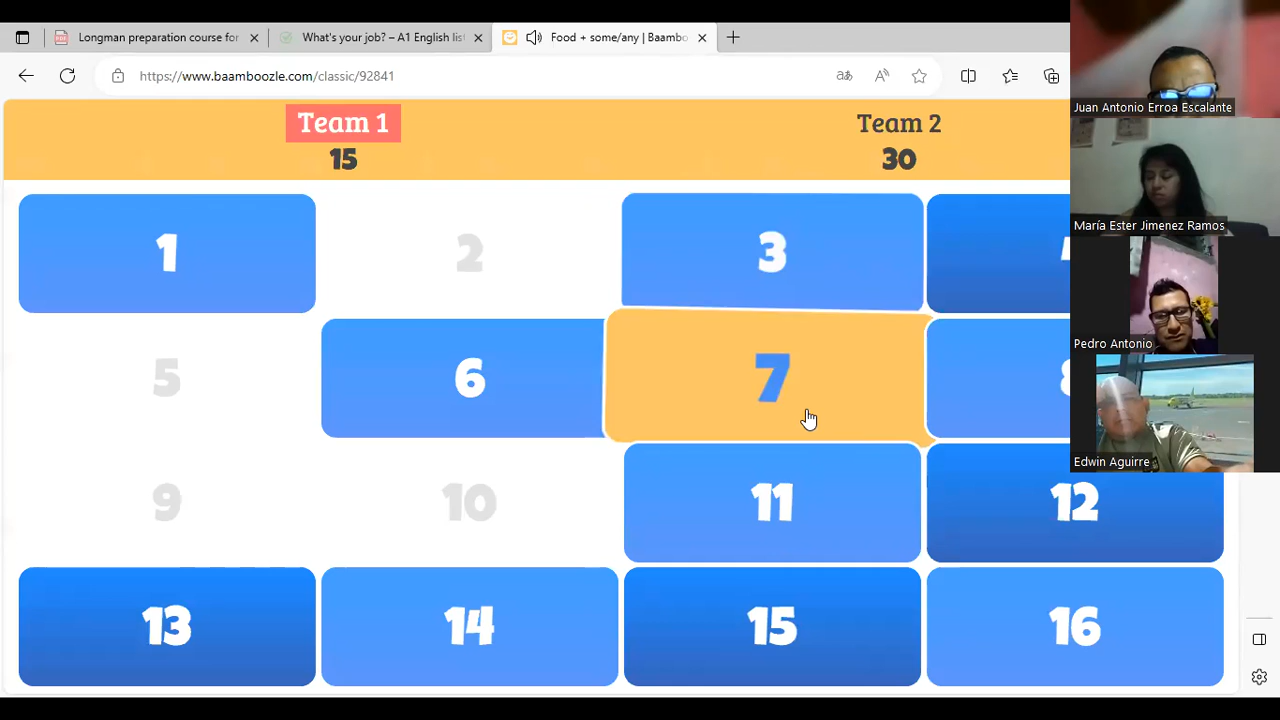 Longman preparation course for
What's your job? – A1 English lis
Food + some/any | Baambo
https://www.baamboozle.com/classic/92841
Team 1
Team 2
15
30
1
2
3
5
6
7
8
9
10
11
12
13
14
15
16
Juan Antonio Erroa Escalante
María Ester Jimenez Ramos
Pedro Antonio
Edwin Aguirre